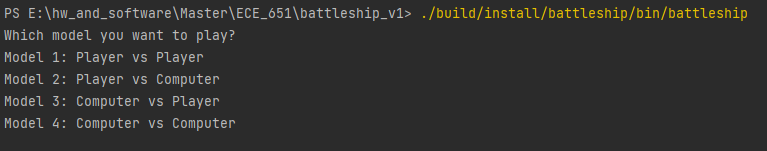 PS E:\hw_and_software\Master\ECE_651\battleship_v1> ./build/install/battleship/bin/battleship
Which model you want to play?
Model 1: Player vs Player
Model 2: Player vs Computer
Model 3: Computer vs Player
Model 4: Computer vs Computer